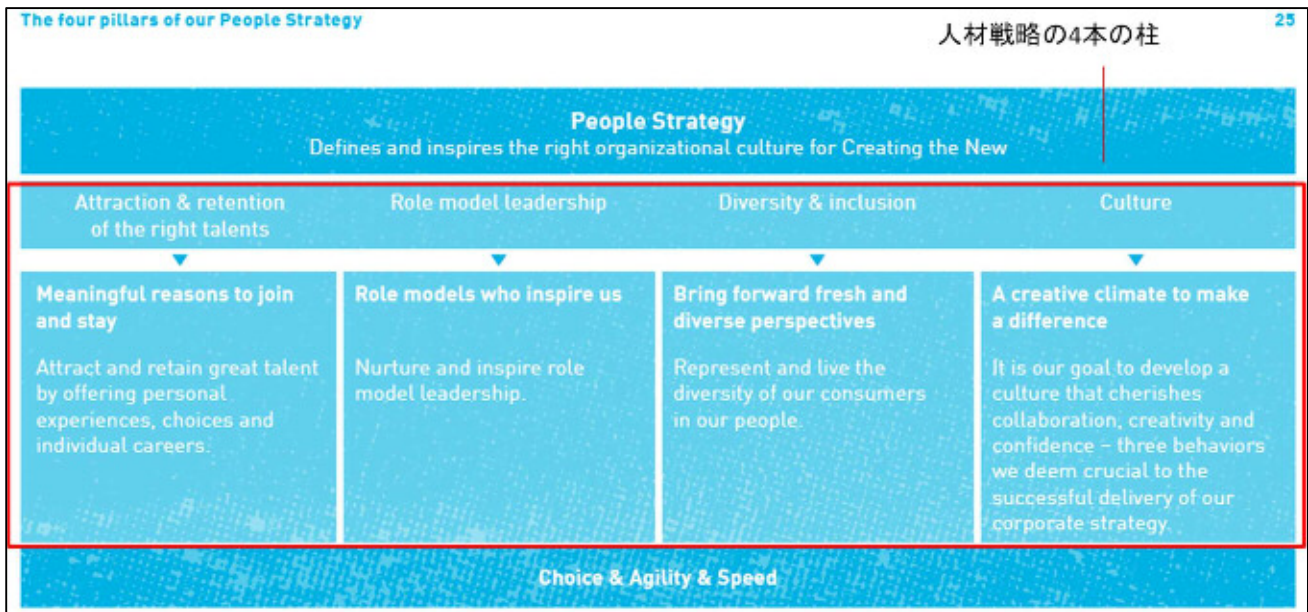 The four pillars of our People Strategy
25
人材戦略の4本の柱
People Strategy
Defines and inspires the right organizational culture for Creating the New
Attraction & retention
of the right talents
Role model leadership
Diversity & inclusion
Culture
Meaningful reasons to join
and stay
Attract and retain great talent
by offering personal
experiences, choices and
individual careers.
Role models who inspire us
Nurture and inspire role
model leadership.
Bring forward fresh and
diverse perspectives
Represent and live the
diversity of our consumers
in our people.
A creative climate to make
a difference
It is our goal to develop a
culture that cherishes
collaboration, creativity and
confidence – three behaviors
we deem crucial to the
successful delivery of our
corporate strategy.
Choice & Agility & Speed